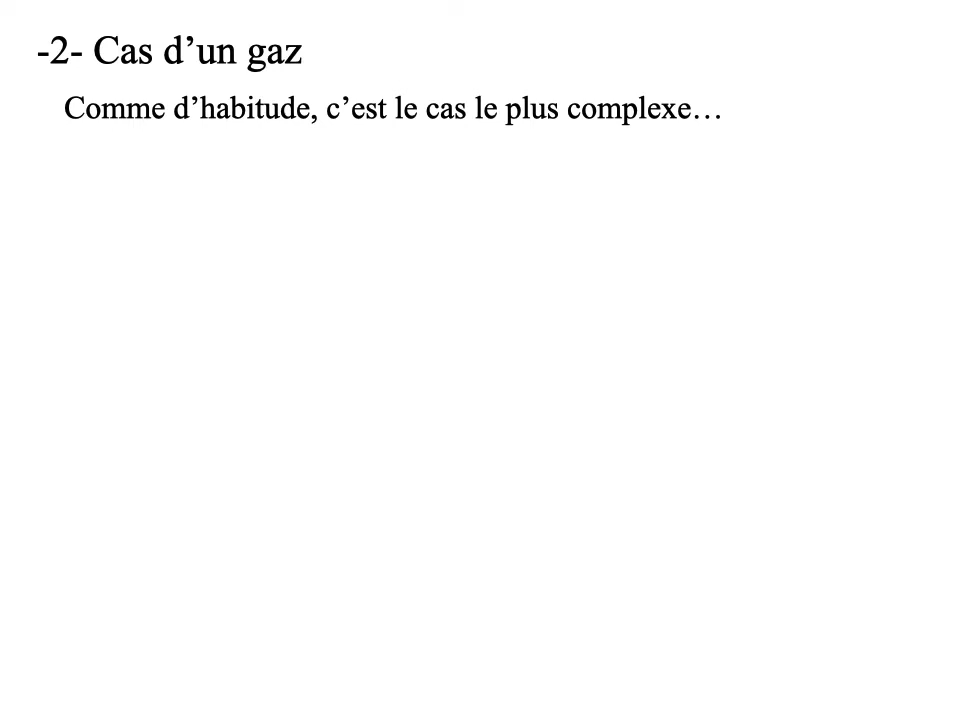 -2- Cas d’un gaz
Comme d’habitude, c’est le cas le plus complexe…